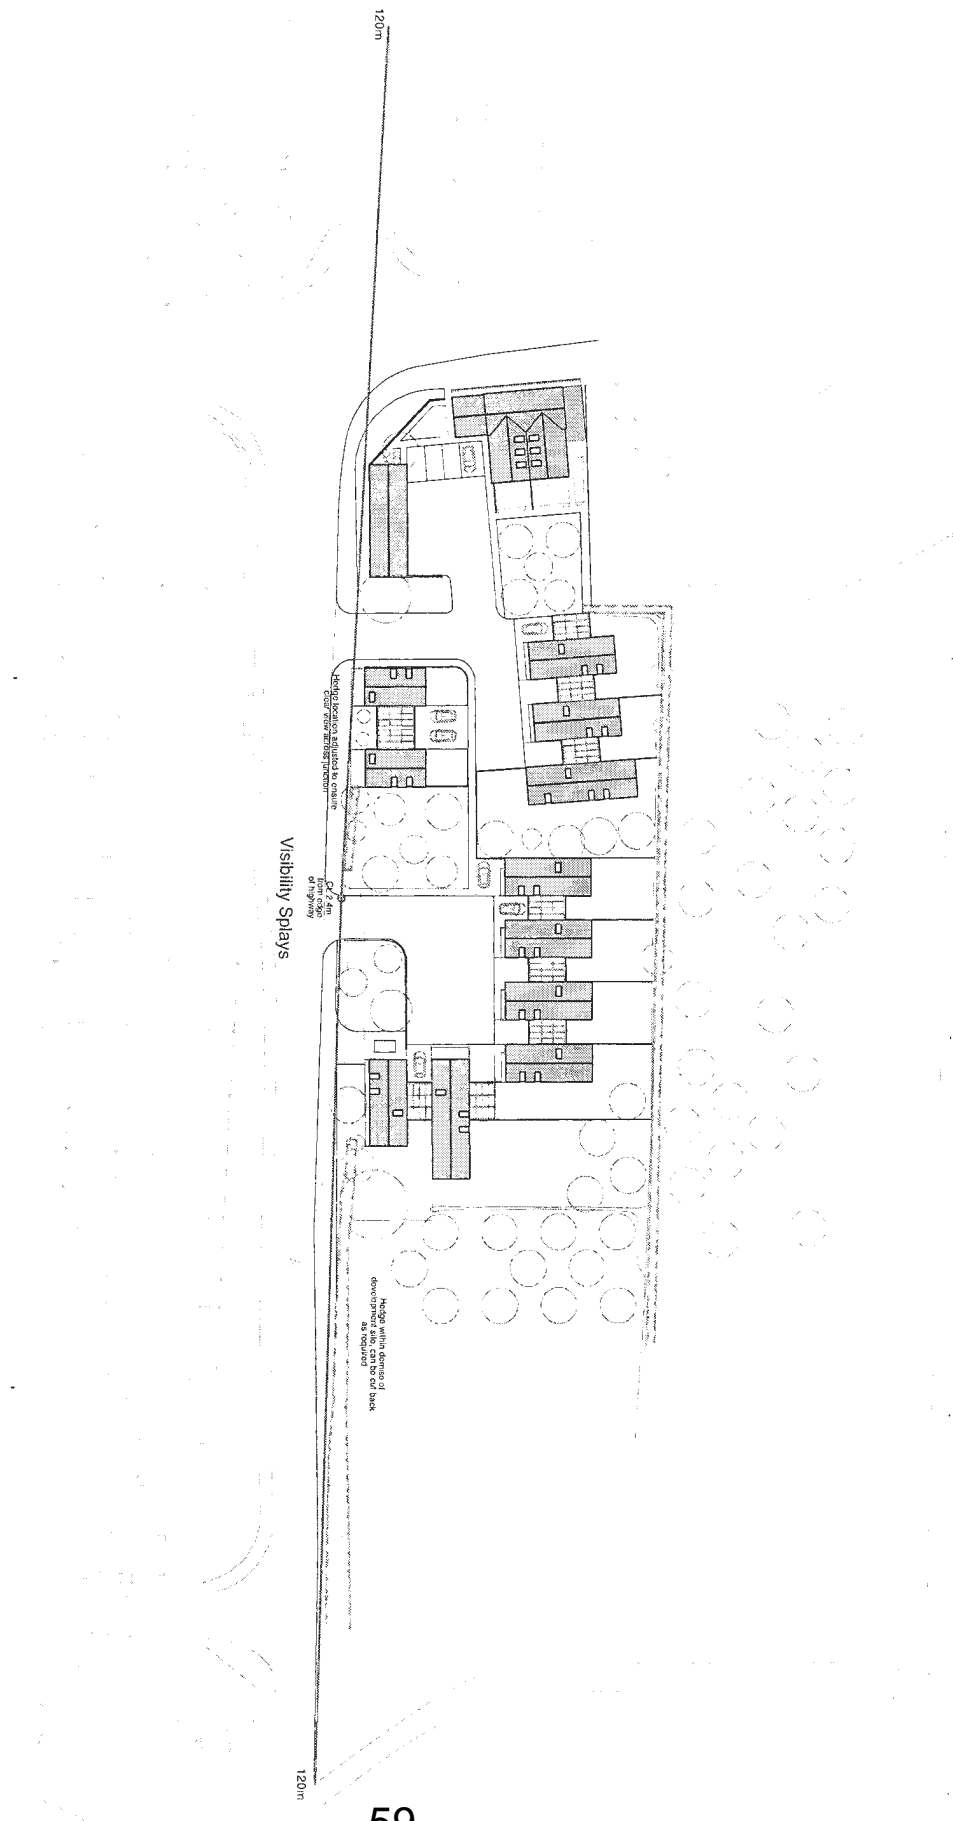 120m
Hedge location adjusted to ensure
clear view across junction
Visibility Splays
CL 2.4m
from edge
of highway
Hedge within demise of
development site, can be cut back
as required
120m
59